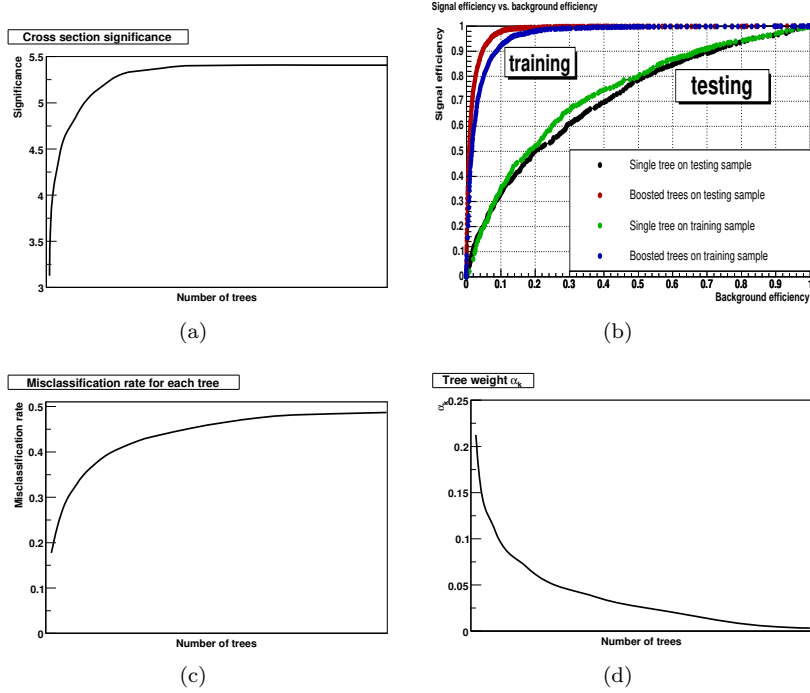 Cross section significance
Significance
5.5
5
4.5
4
3.5
3
Number of trees
(a)
Signal efficiency vs. background efficiency
Signal efficiency
1
0.9
0.8
0.7
0.6
0.5
0.4
0.3
0.2
0.1
0
training
testing
Single tree on testing sample
Boosted trees on testing sample
Single tree on training sample
Boosted trees on training sample
0 0.1 0.2 0.3 0.4 0.5 0.6 0.7 0.8 0.9 1
Background efficiency
(b)
Misclassification rate for each tree
Misclassification rate
0.5
0.4
0.3
0.2
0.1
0
Number of trees
(c)
Tree weight αₖ
αₖ
0.25
0.2
0.15
0.1
0.05
0
Number of trees
(d)